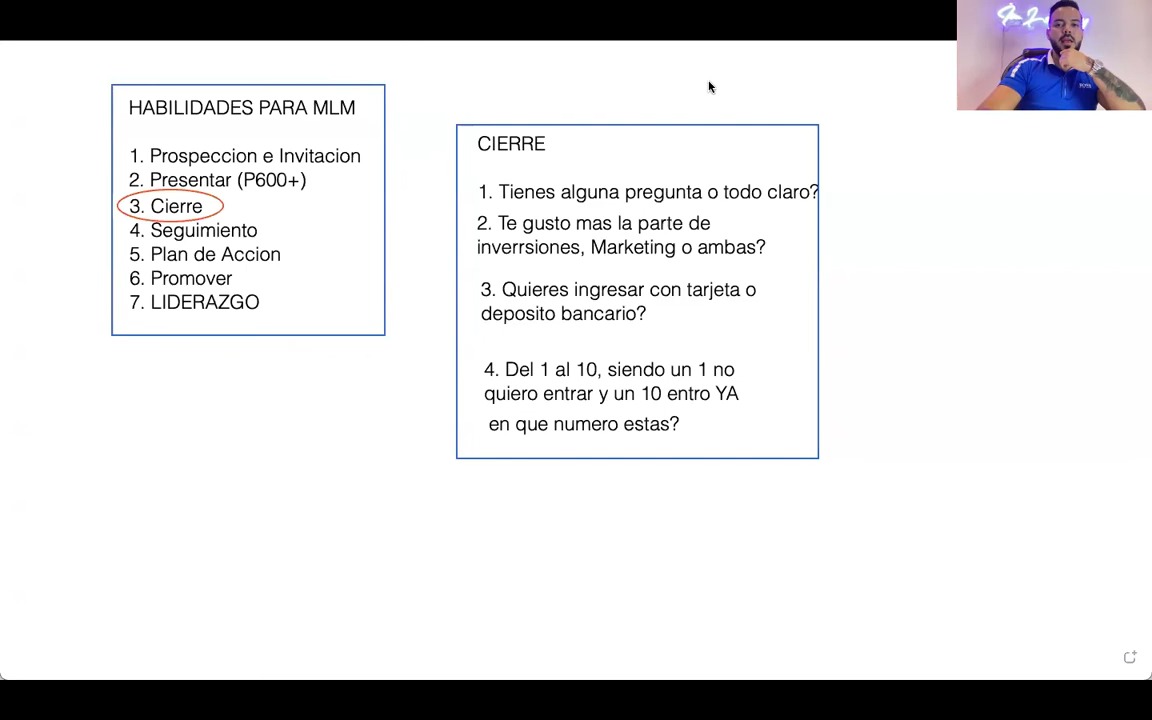 HABILIDADES PARA MLM
1. Prospeccion e Invitacion
2. Presentar (P600+)
3. Cierre
4. Seguimiento
5. Plan de Accion
6. Promover
7. LIDERAZGO
CIERRE
1. Tienes alguna pregunta o todo claro?
2. Te gusto mas la parte de
inverrsiones, Marketing o ambas?
3. Quieres ingresar con tarjeta o
deposito bancario?
4. Del 1 al 10, siendo un 1 no
quiero entrar y un 10 entro YA
en que numero estas?